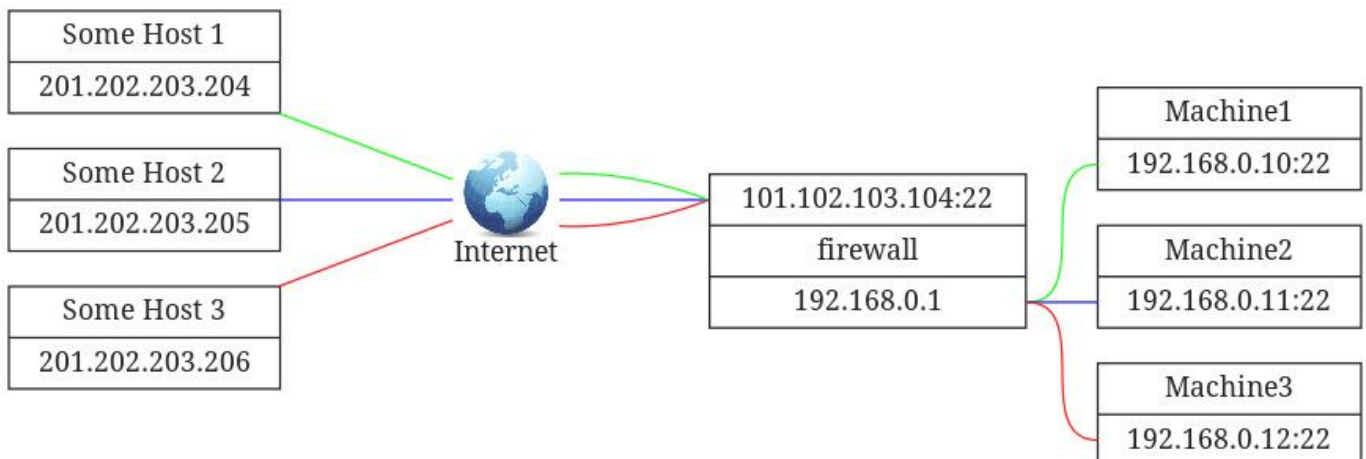 Some Host 1
201.202.203.204
Some Host 2
201.202.203.205
Some Host 3
201.202.203.206
Internet
101.102.103.104:22
firewall
192.168.0.1
Machine1
192.168.0.10:22
Machine2
192.168.0.11:22
Machine3
192.168.0.12:22